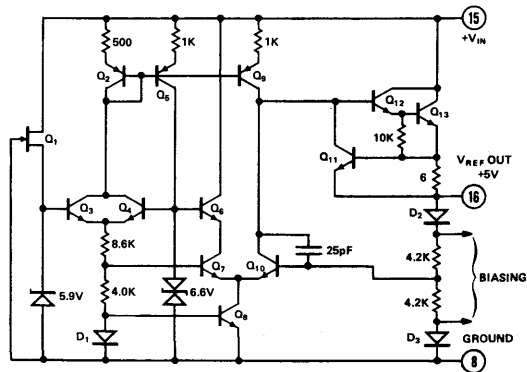 15
+V_IN
500
1K
1K
Q2
Q5
Q9
Q12
Q13
Q1
10K
Q11
V_REF OUT
+5V
6
16
Q3
Q4
Q6
D2
8.6K
Q7
Q10
25pF
4.2K
BIASING
5.9V
4.0K
6.6V
4.2K
Q8
D1
D3
GROUND
8